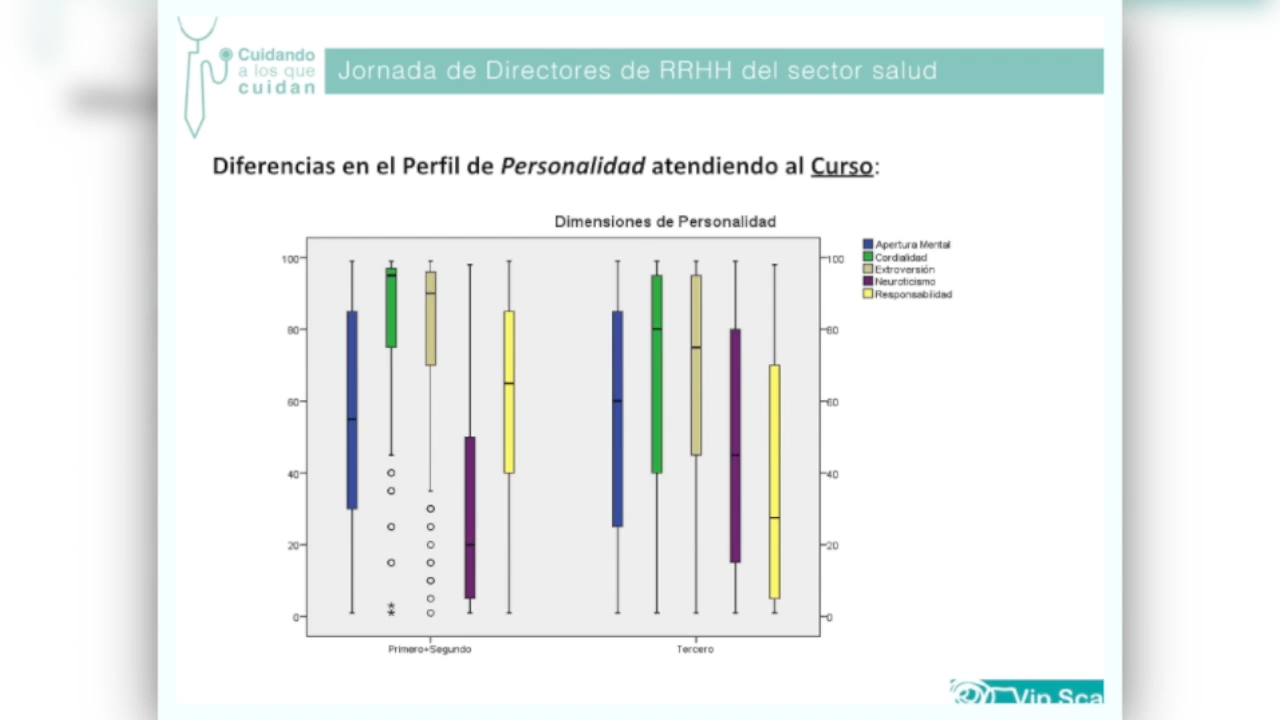 Cuidando
a los que
cuidan
Jornada de Directores de RRHH del sector salud
Diferencias en el Perfil de Personalidad atendiendo al Curso:
Dimensiones de Personalidad
100 100
80 80
60 60
40 40
20 20
0 0
Apertura Mental
Cordialidad
Extroversión
Neuroticismo
Responsabilidad
Primero+Segundo Tercero
Vip Sca